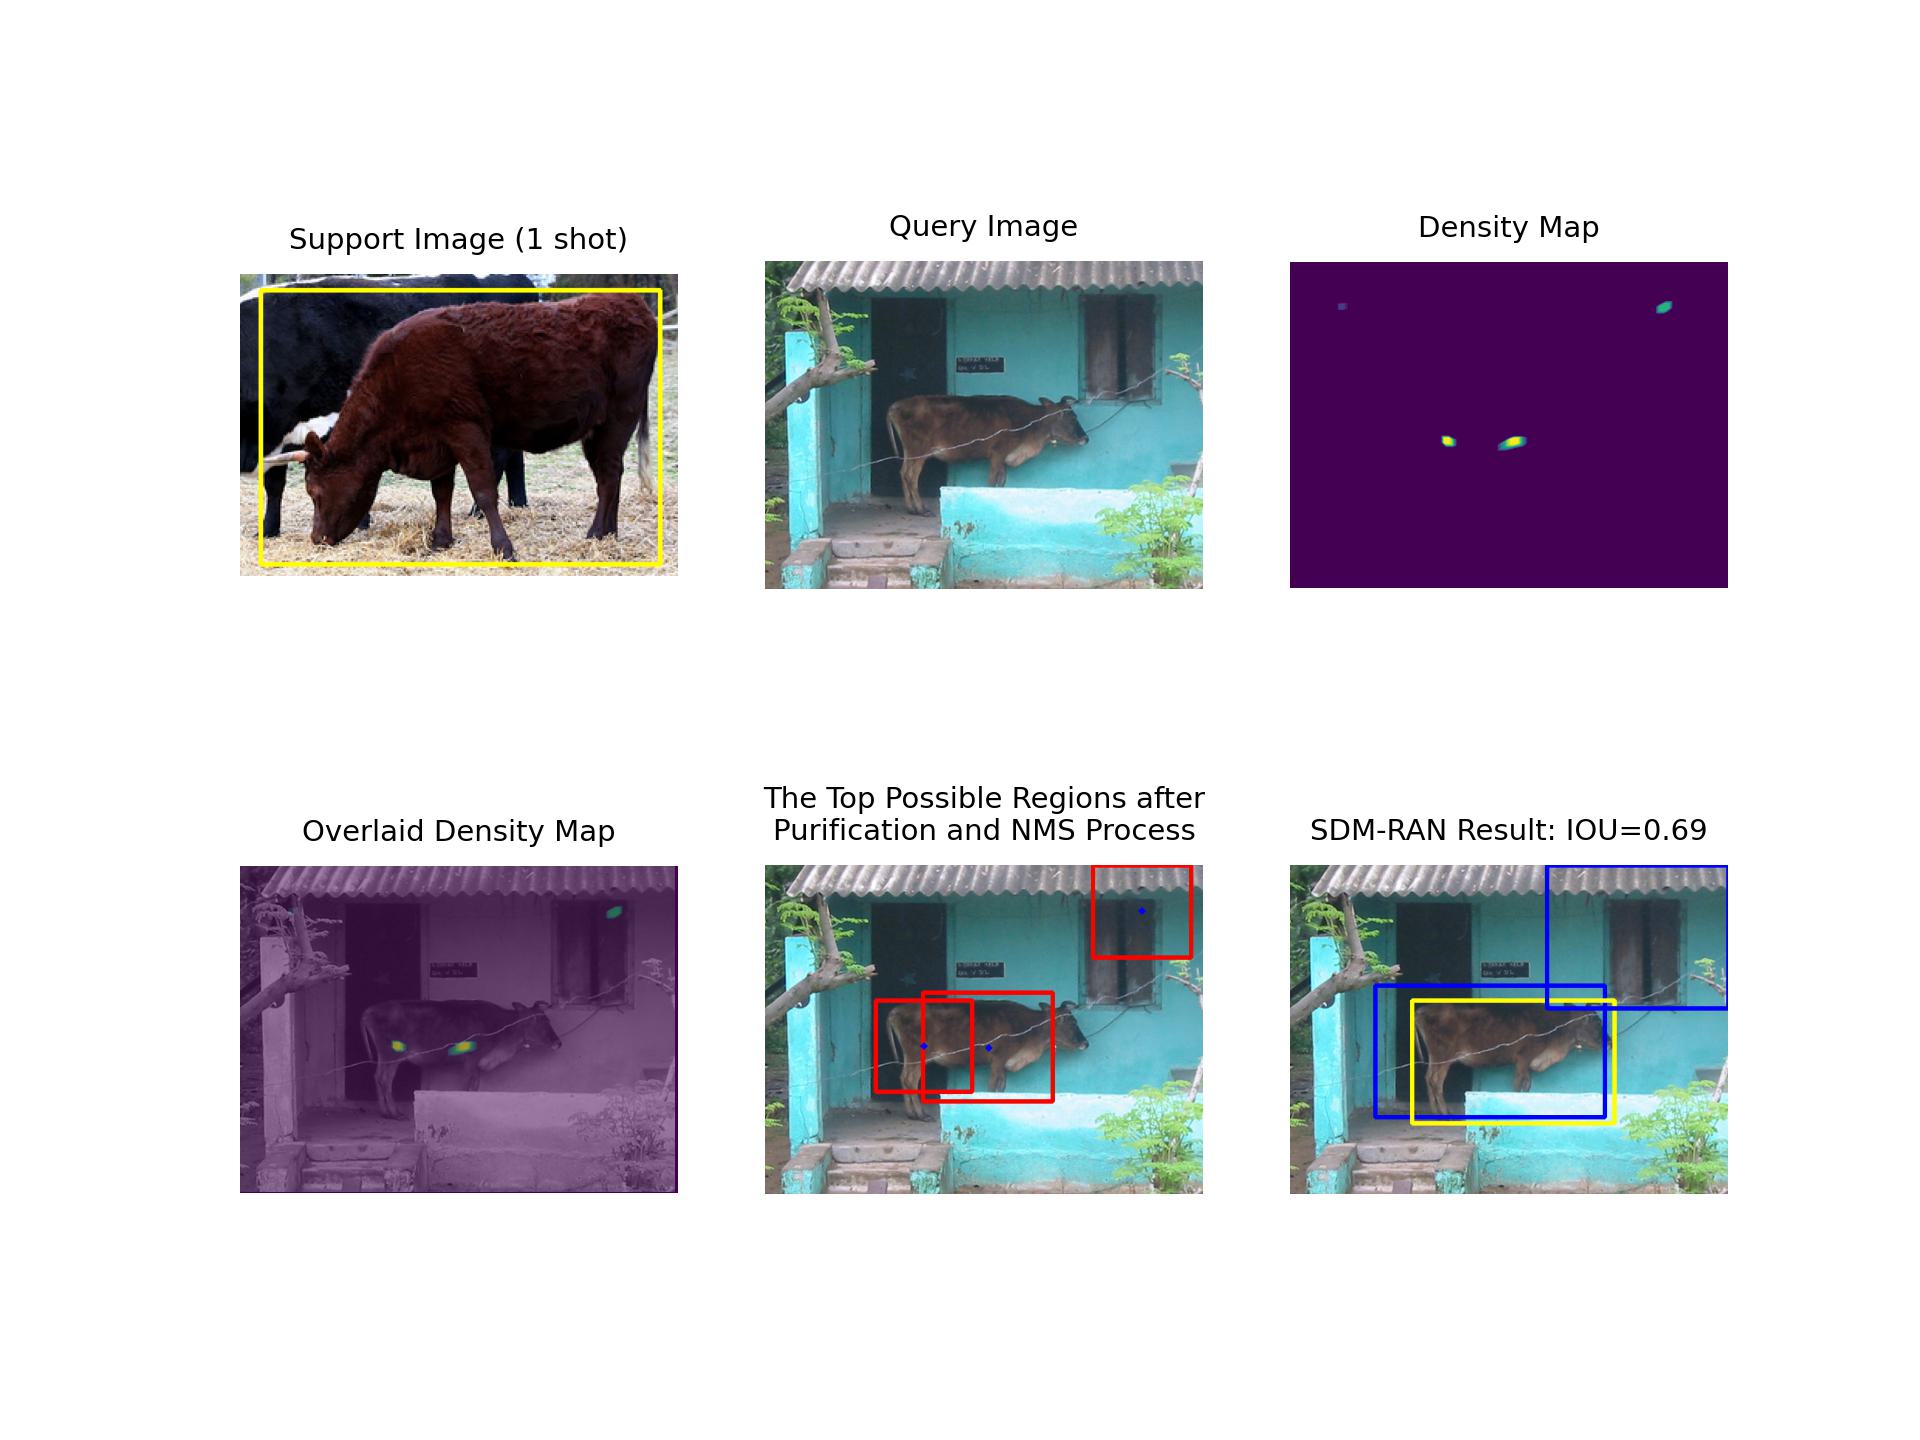 Support Image (1 shot)
Query Image
Density Map
Overlaid Density Map
The Top Possible Regions after
Purification and NMS Process
SDM-RAN Result: IOU=0.69